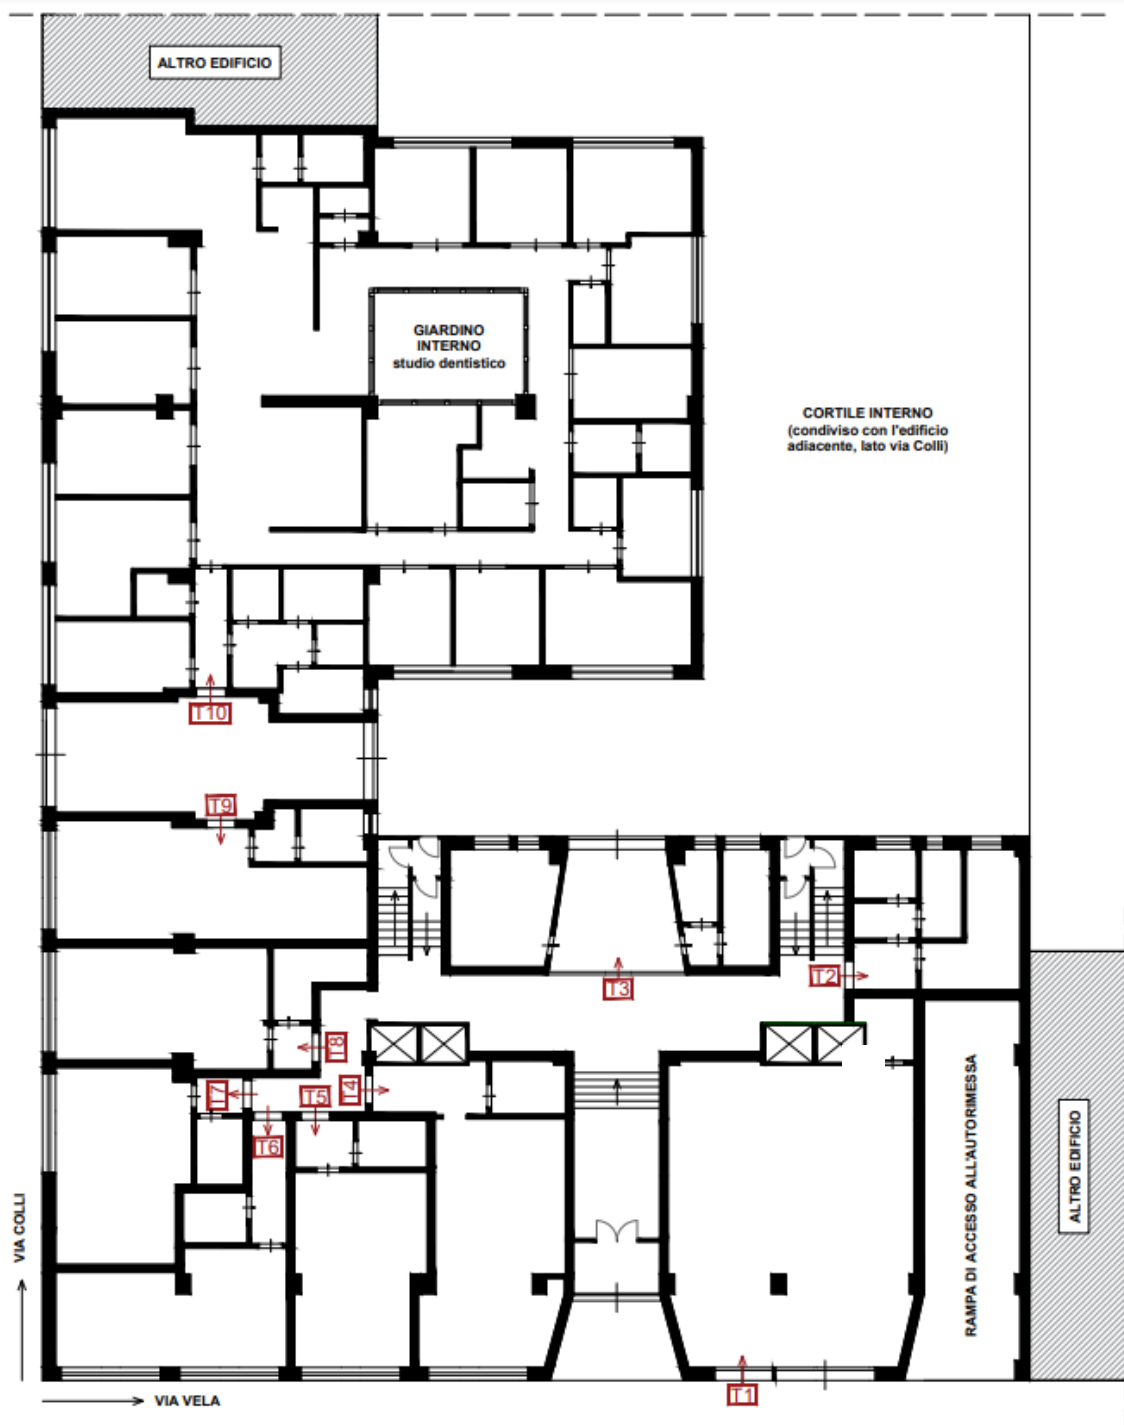 ALTRO EDIFICIO
GIARDINO
INTERNO
studio dentistico
CORTILE INTERNO
(condiviso con l'edificio
adiacente, lato via Colli)
T10
T9
T2
T3
T8
T4
T7
T5
T6
RAMPA DI ACCESSO ALL'AUTORIMESSA
ALTRO EDIFICIO
VIA COLLI
T1
VIA VELA